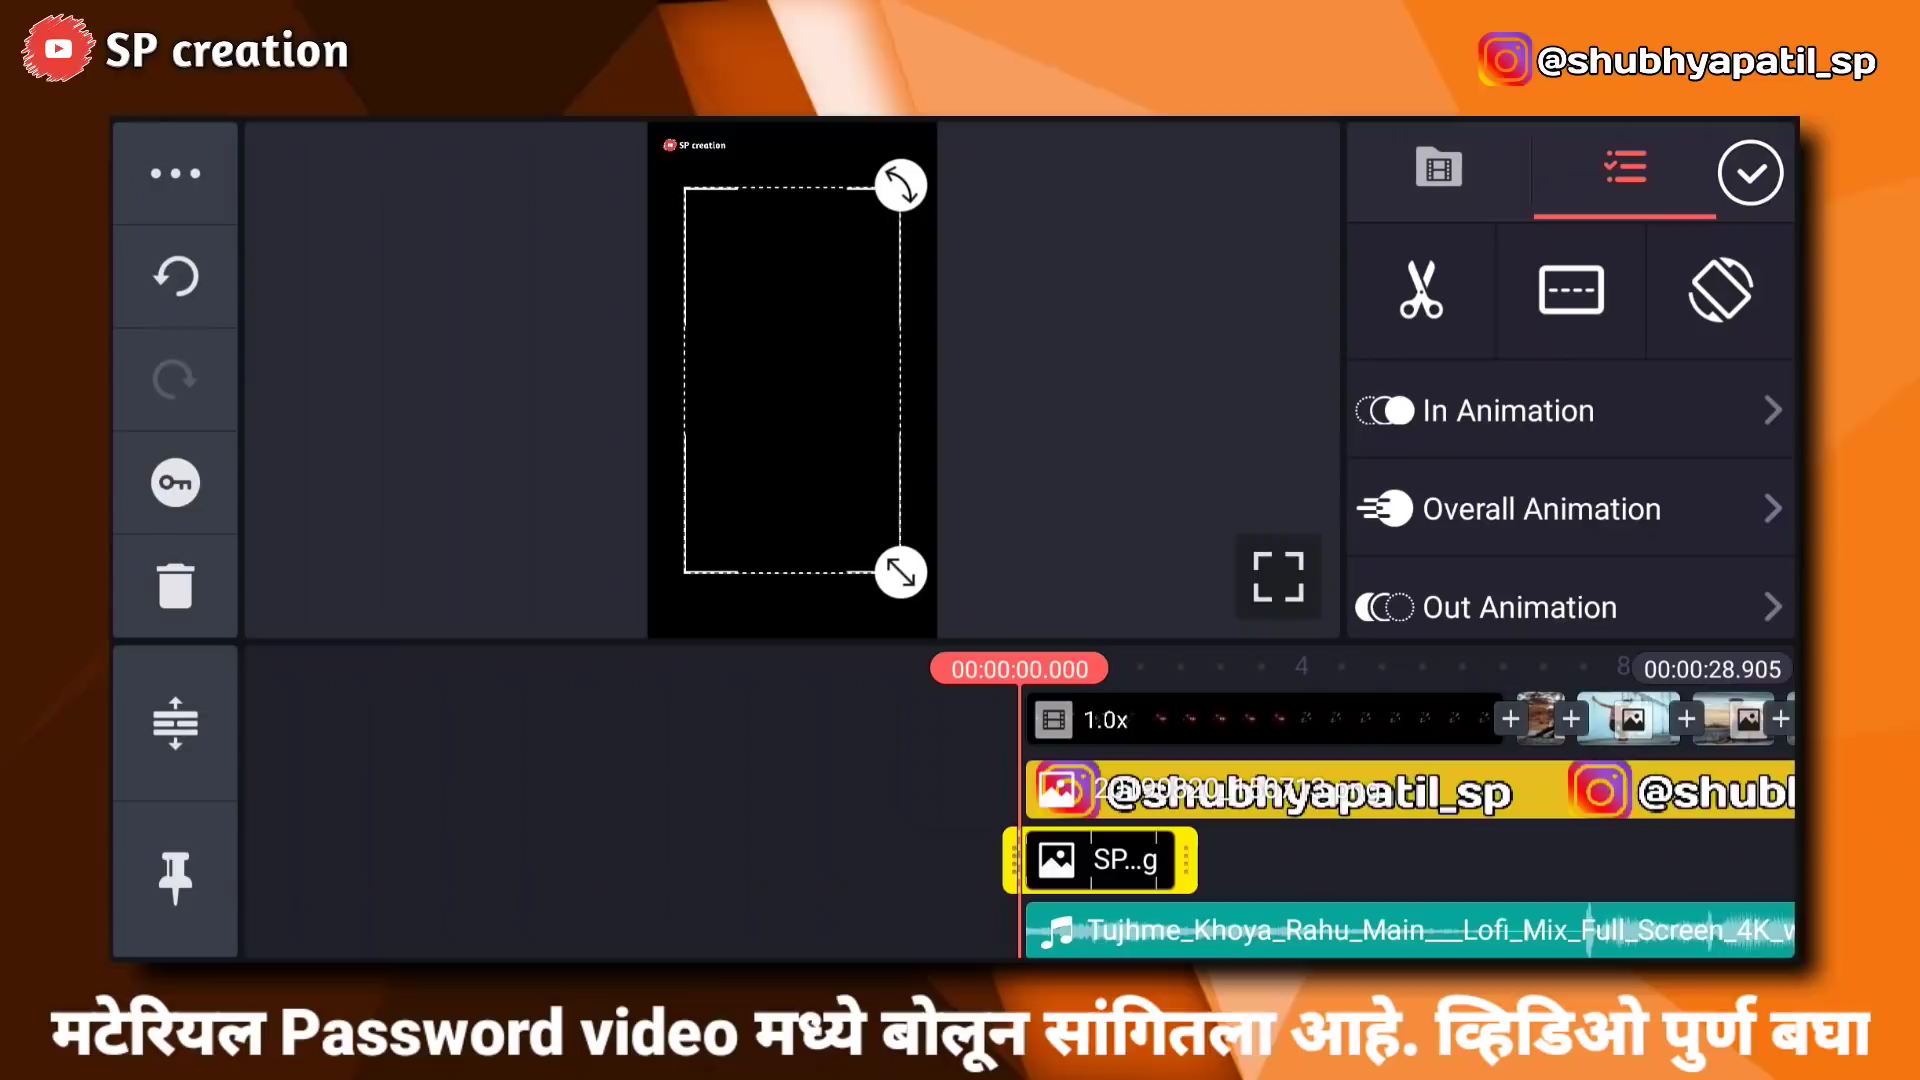 SP creation
@shubhyapatil_sp
SP creation
In Animation
Overall Animation
Out Animation
00:00:00.000
4
8
00:00:28.905
1.0x
@shubhyapatil_sp
@shubl
SP...g
Tujhme_Khoya_Rahu_Main___Lofi_Mix_Full_Screen_4K_w
मटेरियल Password video मध्ये बोलून सांगितला आहे. व्हिडिओ पुर्ण बघा